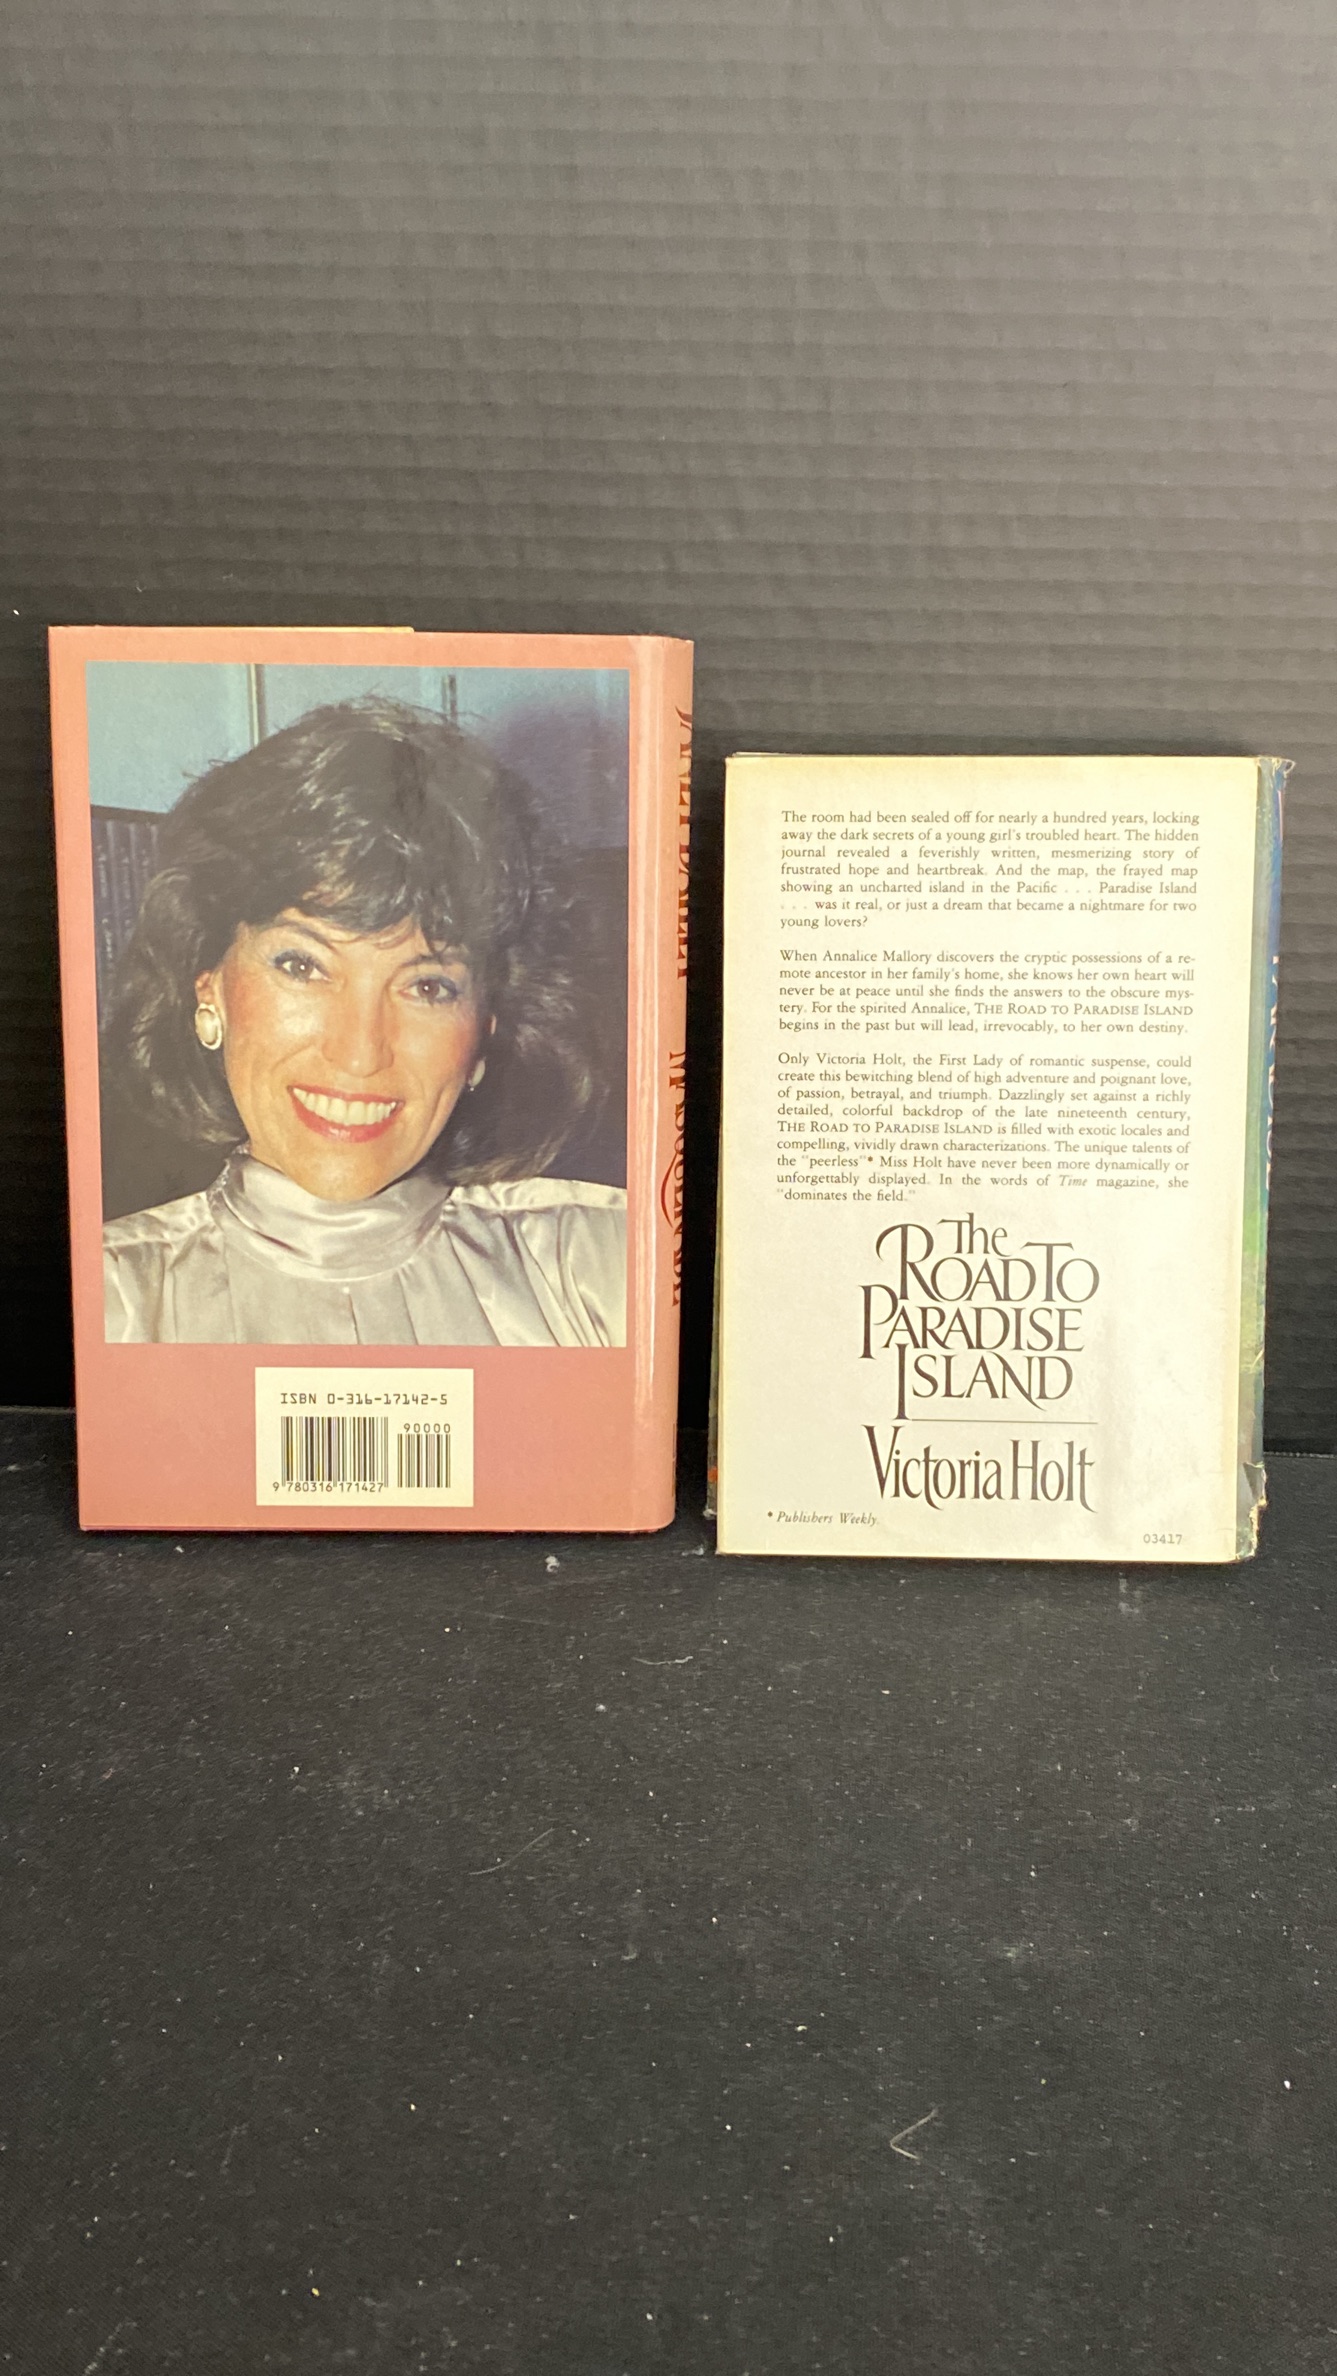 JANET DAILEY MASQUERADE
ISBN 0-316-17142-5
90000
9 780316 171427
The room had been sealed off for nearly a hundred years, locking
away the dark secrets of a young girl's troubled heart. The hidden
journal revealed a feverishly written, mesmerizing story of
frustrated hope and heartbreak. And the map, the frayed map
showing an uncharted island in the Pacific . . . Paradise Island
. . . was it real, or just a dream that became a nightmare for two
young lovers?
When Annalice Mallory discovers the cryptic possessions of a re-
mote ancestor in her family's home, she knows her own heart will
never be at peace until she finds the answers to the obscure mys-
tery. For the spirited Annalice, THE ROAD TO PARADISE ISLAND
begins in the past but will lead, irrevocably, to her own destiny.
Only Victoria Holt, the First Lady of romantic suspense, could
create this bewitching blend of high adventure and poignant love,
of passion, betrayal, and triumph. Dazzlingly set against a richly
detailed, colorful backdrop of the late nineteenth century,
THE ROAD TO PARADISE ISLAND is filled with exotic locales and
compelling, vividly drawn characterizations. The unique talents of
the "peerless"* Miss Holt have never been more dynamically or
unforgettably displayed. In the words of Time magazine, she
"dominates the field."
The
ROAD TO
PARADISE
ISLAND
Victoria Holt
* Publishers Weekly.
03417